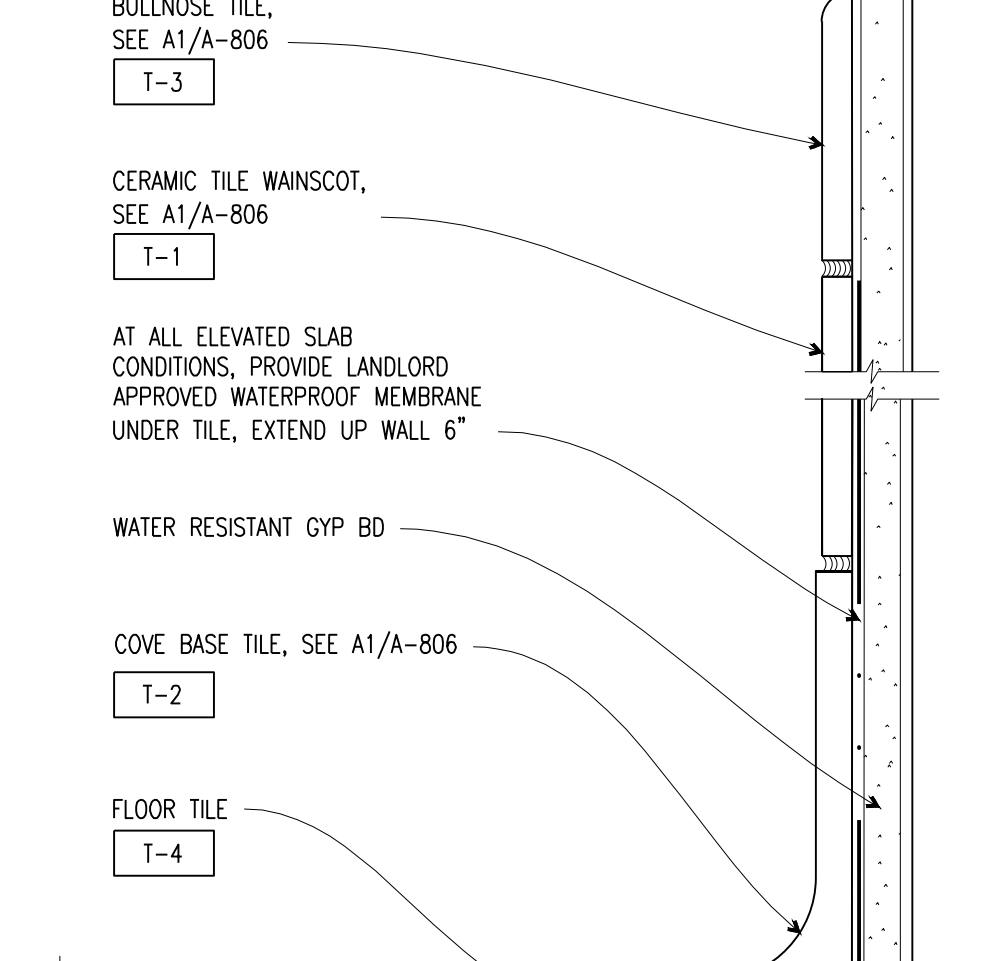 BULLNOSE TILE,
SEE A1/A-806
T-3
CERAMIC TILE WAINSCOT,
SEE A1/A-806
T-1
AT ALL ELEVATED SLAB
CONDITIONS, PROVIDE LANDLORD
APPROVED WATERPROOF MEMBRANE
UNDER TILE, EXTEND UP WALL 6"
WATER RESISTANT GYP BD
COVE BASE TILE, SEE A1/A-806
T-2
FLOOR TILE
T-4